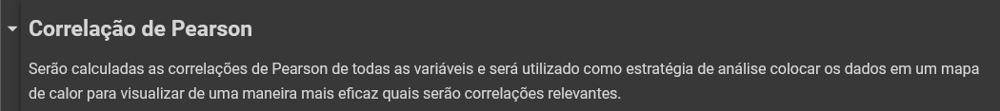 Correlação de Pearson
Serão calculadas as correlações de Pearson de todas as variáveis e será utilizado como estratégia de análise colocar os dados em um mapa
de calor para visualizar de uma maneira mais eficaz quais serão correlações relevantes.